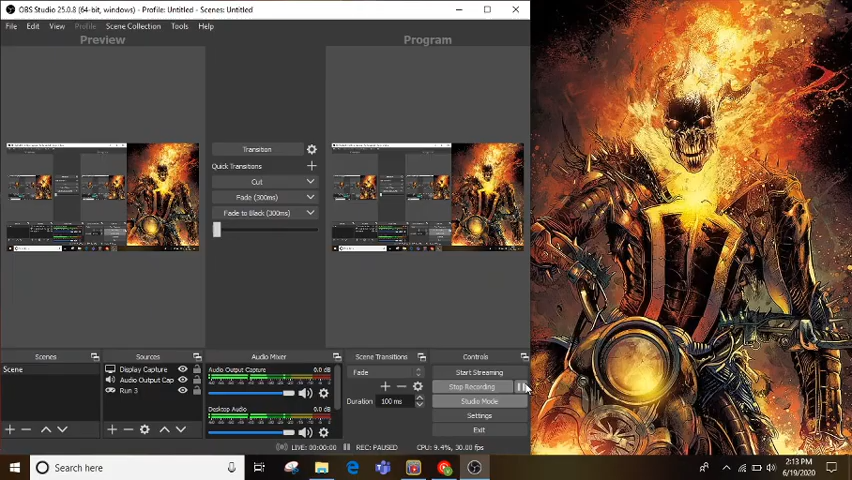 OBS Studio 25.0.8 (64-bit, windows) - Profile: Untitled - Scenes: Untitled
File Edit View Profile Scene Collection Tools Help
Preview Program
Transition
Quick Transitions
Cut
Fade (300ms)
Fade to Black (300ms)
Scenes Sources Audio Mixer Scene Transitions Controls
Scene
Display Capture
Audio Output Cap
Run 3
Audio Output Capture 0.0 dB
Desktop Audio 0.0 dB
Fade
Duration 100 ms
Start Streaming
Stop Recording
Studio Mode
Settings
Exit
LIVE: 00:00:00 REC: PAUSED CPU: 9.4%, 30.00 fps
Search here
2:13 PM
6/19/2020